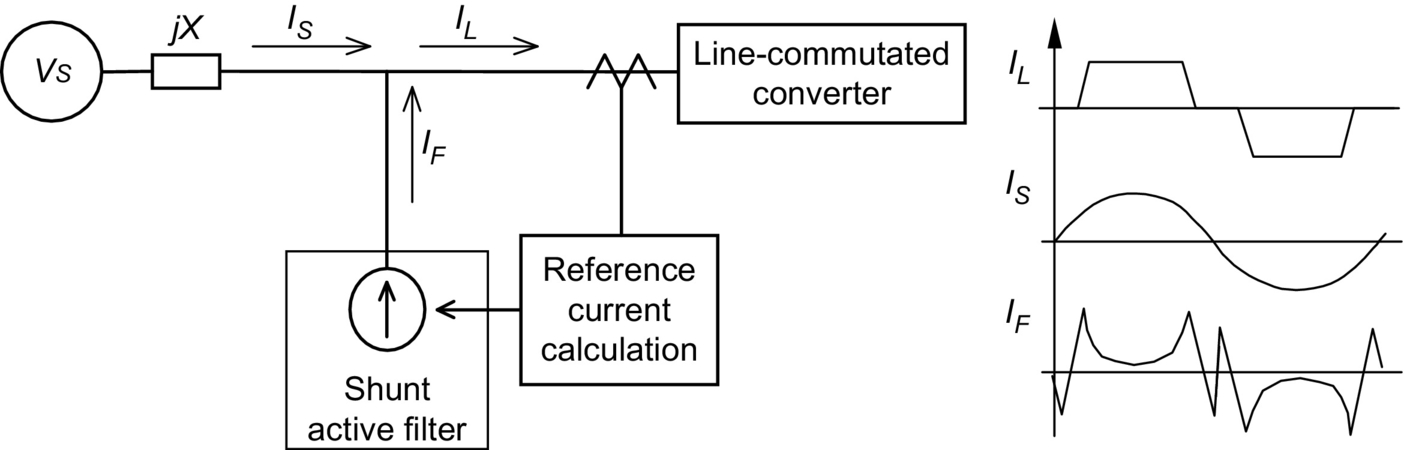 VS
jX
IS
IL
IF
Line-commutated
converter
Reference
current
calculation
Shunt
active filter
IL
IS
IF